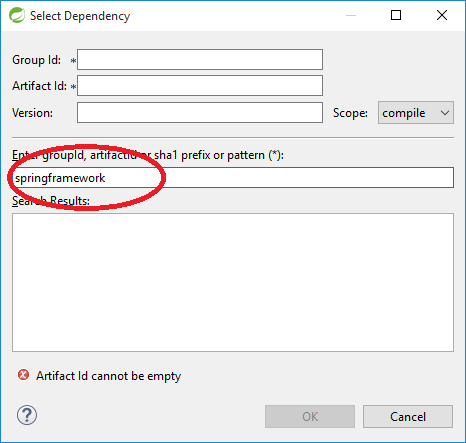 Select Dependency
Group Id: *
Artifact Id: *
Version: Scope: compile
Enter groupId, artifactId or sha1 prefix or pattern (*):
springframework
Search Results:
Artifact Id cannot be empty
? OK Cancel